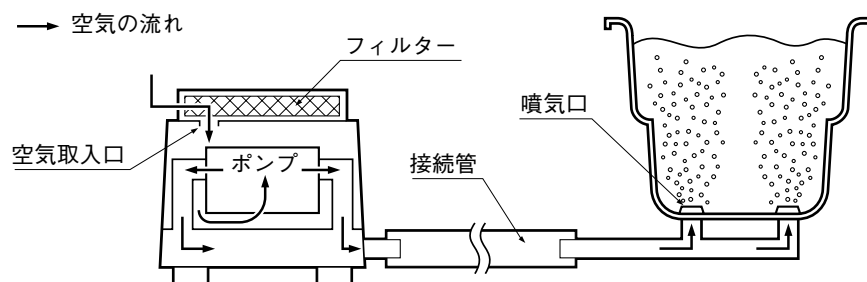 空気の流れ
フィルター
噴気口
空気取入口
ポンプ
接続管